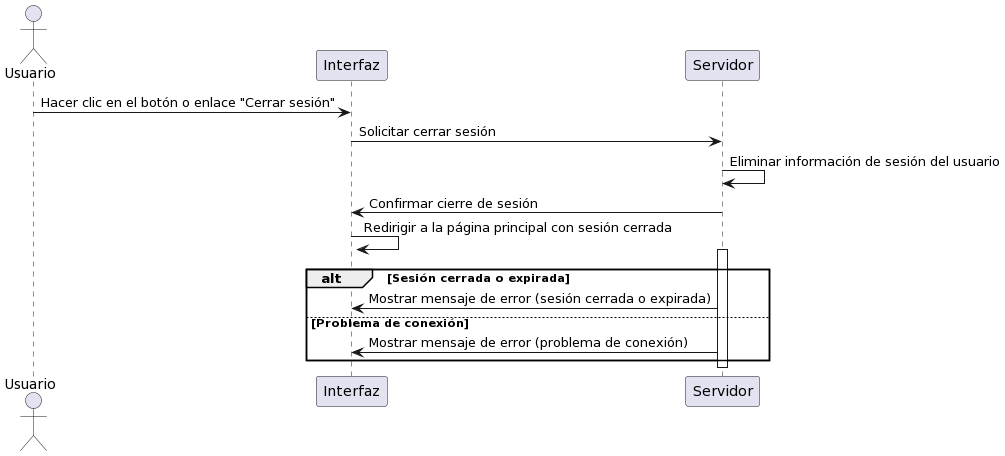 Usuario
Interfaz
Servidor
Hacer clic en el botón o enlace "Cerrar sesión"
Solicitar cerrar sesión
Eliminar información de sesión del usuario
Confirmar cierre de sesión
Redirigir a la página principal con sesión cerrada
alt [Sesión cerrada o expirada]
Mostrar mensaje de error (sesión cerrada o expirada)
[Problema de conexión]
Mostrar mensaje de error (problema de conexión)
Usuario
Interfaz
Servidor